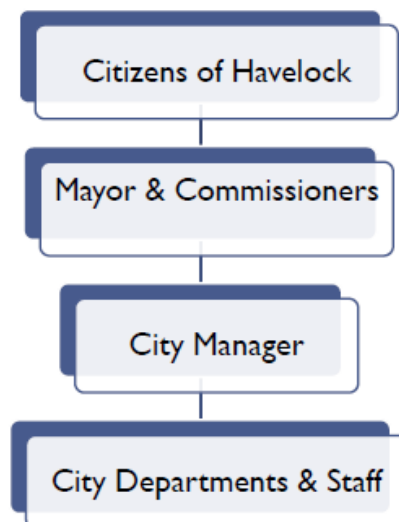 Citizens of Havelock
Mayor & Commissioners
City Manager
City Departments & Staff